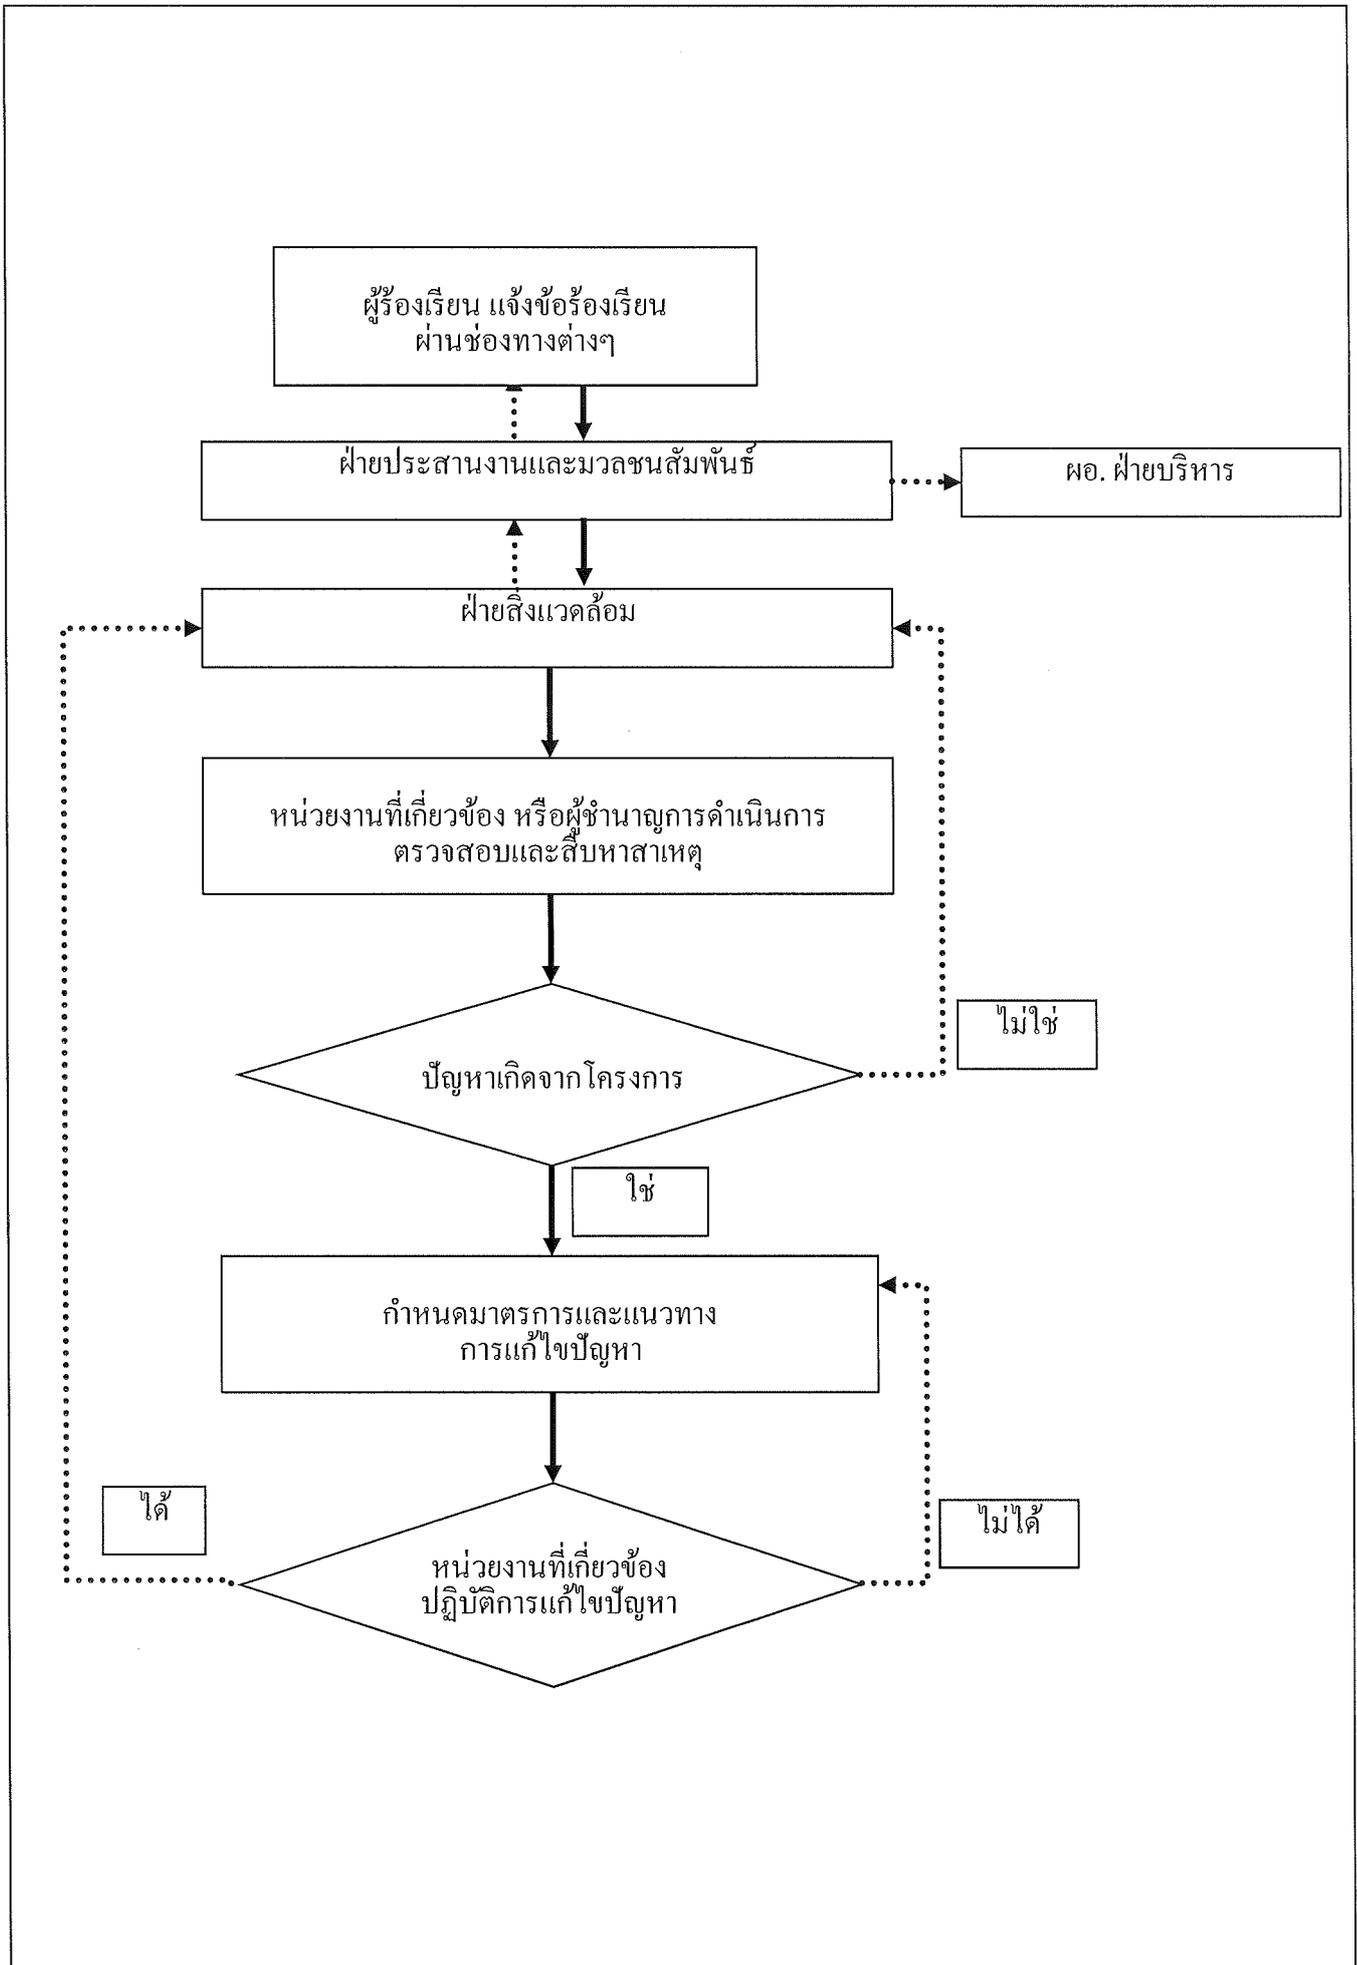 ผู้ร้องเรียน แจ้งข้อร้องเรียน
ผ่านช่องทางต่างๆ
ฝ่ายประสานงานและมวลชนสัมพันธ์
ผอ. ฝ่ายบริหาร
ฝ่ายสิ่งแวดล้อม
หน่วยงานที่เกี่ยวข้อง หรือผู้ชำนาญการดำเนินการ
ตรวจสอบและสืบหาสาเหตุ
ไม่ใช่
ปัญหาเกิดจากโครงการ
ใช่
กำหนดมาตรการและแนวทาง
การแก้ไขปัญหา
ได้
ไม่ได้
หน่วยงานที่เกี่ยวข้อง
ปฏิบัติการแก้ไขปัญหา